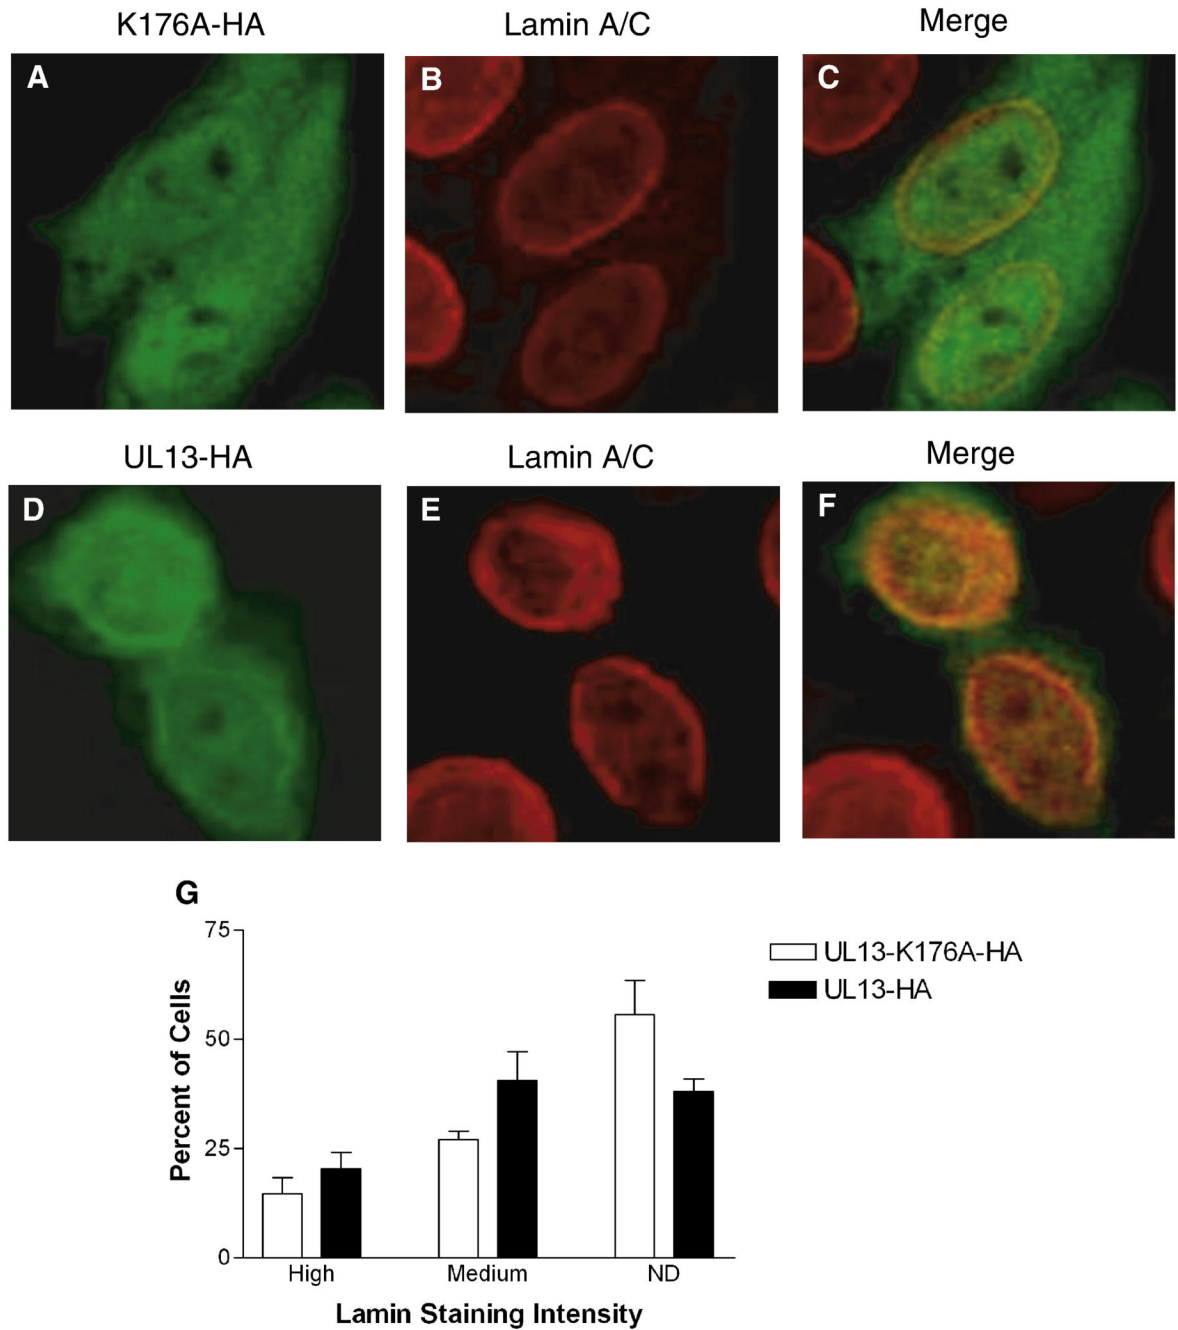 K176A-HA Lamin A/C Merge
A B C
UL13-HA Lamin A/C Merge
D E F
G
75
50
25
0
Percent of Cells
High Medium ND
Lamin Staining Intensity
UL13-K176A-HA
UL13-HA